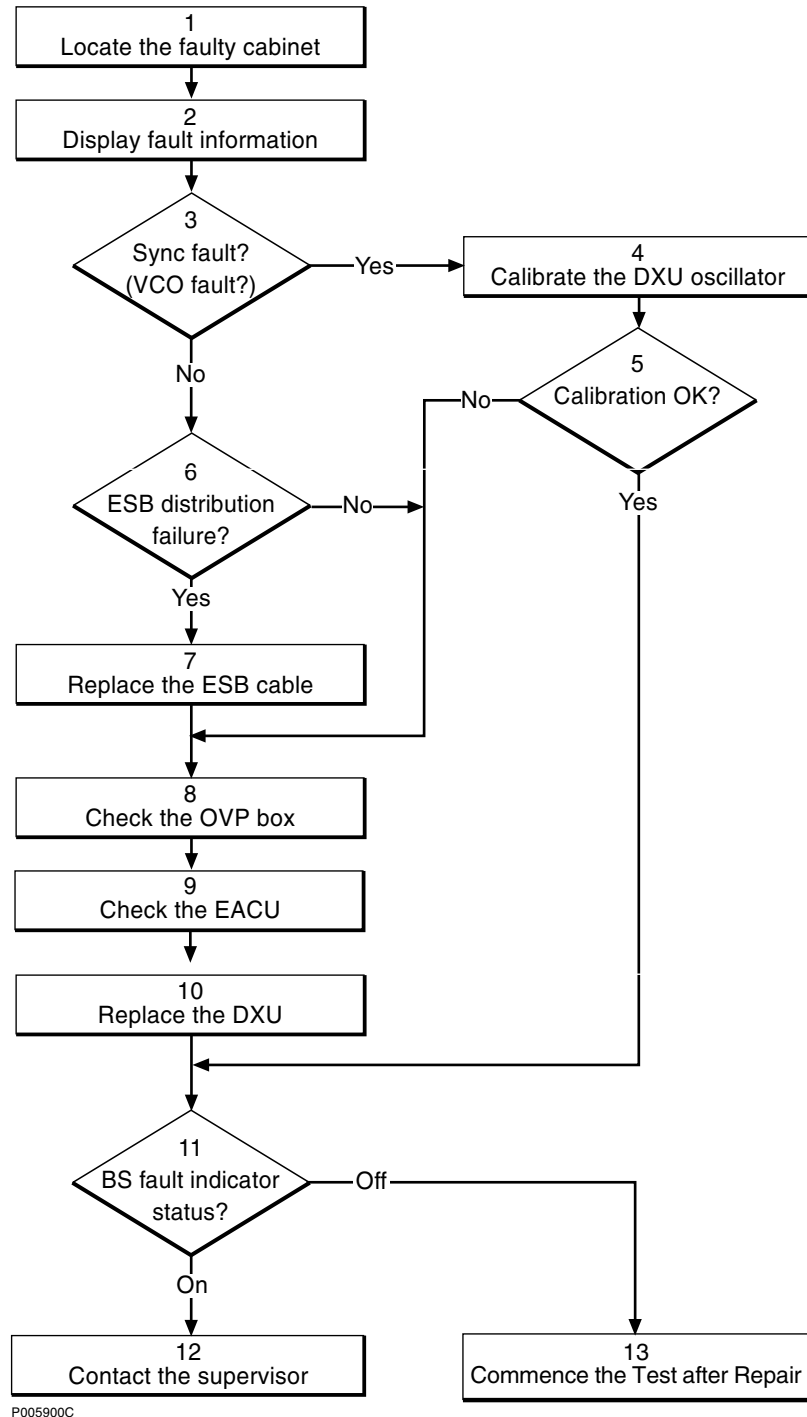 1
Locate the faulty cabinet
2
Display fault information
3
Sync fault?
(VCO fault?)
Yes
4
Calibrate the DXU oscillator
No
5
Calibration OK?
No
Yes
6
ESB distribution
failure?
No
Yes
7
Replace the ESB cable
8
Check the OVP box
9
Check the EACU
10
Replace the DXU
11
BS fault indicator
status?
Off
On
12
Contact the supervisor
13
Commence the Test after Repair
P005900C